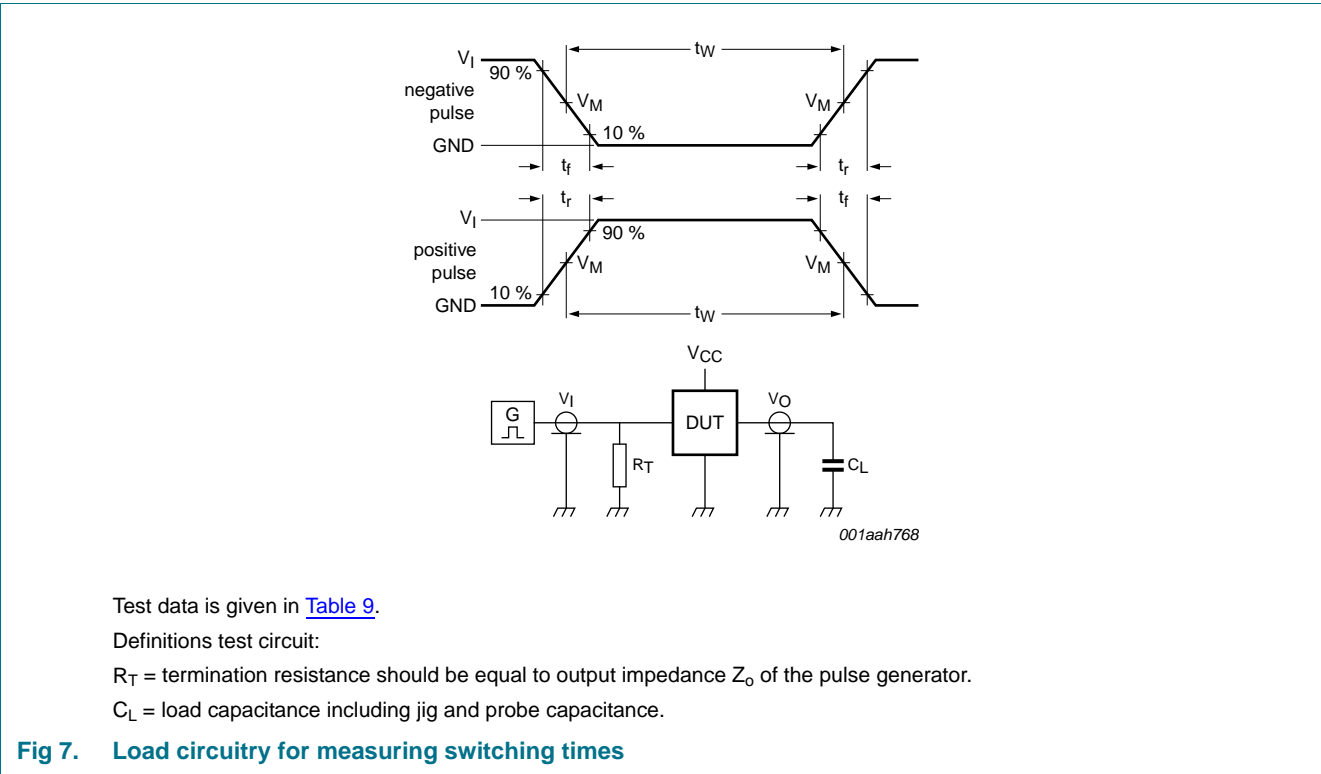 tW
VI
90 %
negative
pulse
VM
VM
10 %
GND
tf
tr
tr
tf
VI
90 %
positive
pulse
VM
VM
10 %
GND
tW
VCC
G
VI
DUT
VO
RT
CL
001aah768
Test data is given in Table 9.
Definitions test circuit:
RT = termination resistance should be equal to output impedance Zo of the pulse generator.
CL = load capacitance including jig and probe capacitance.
Fig 7. Load circuitry for measuring switching times